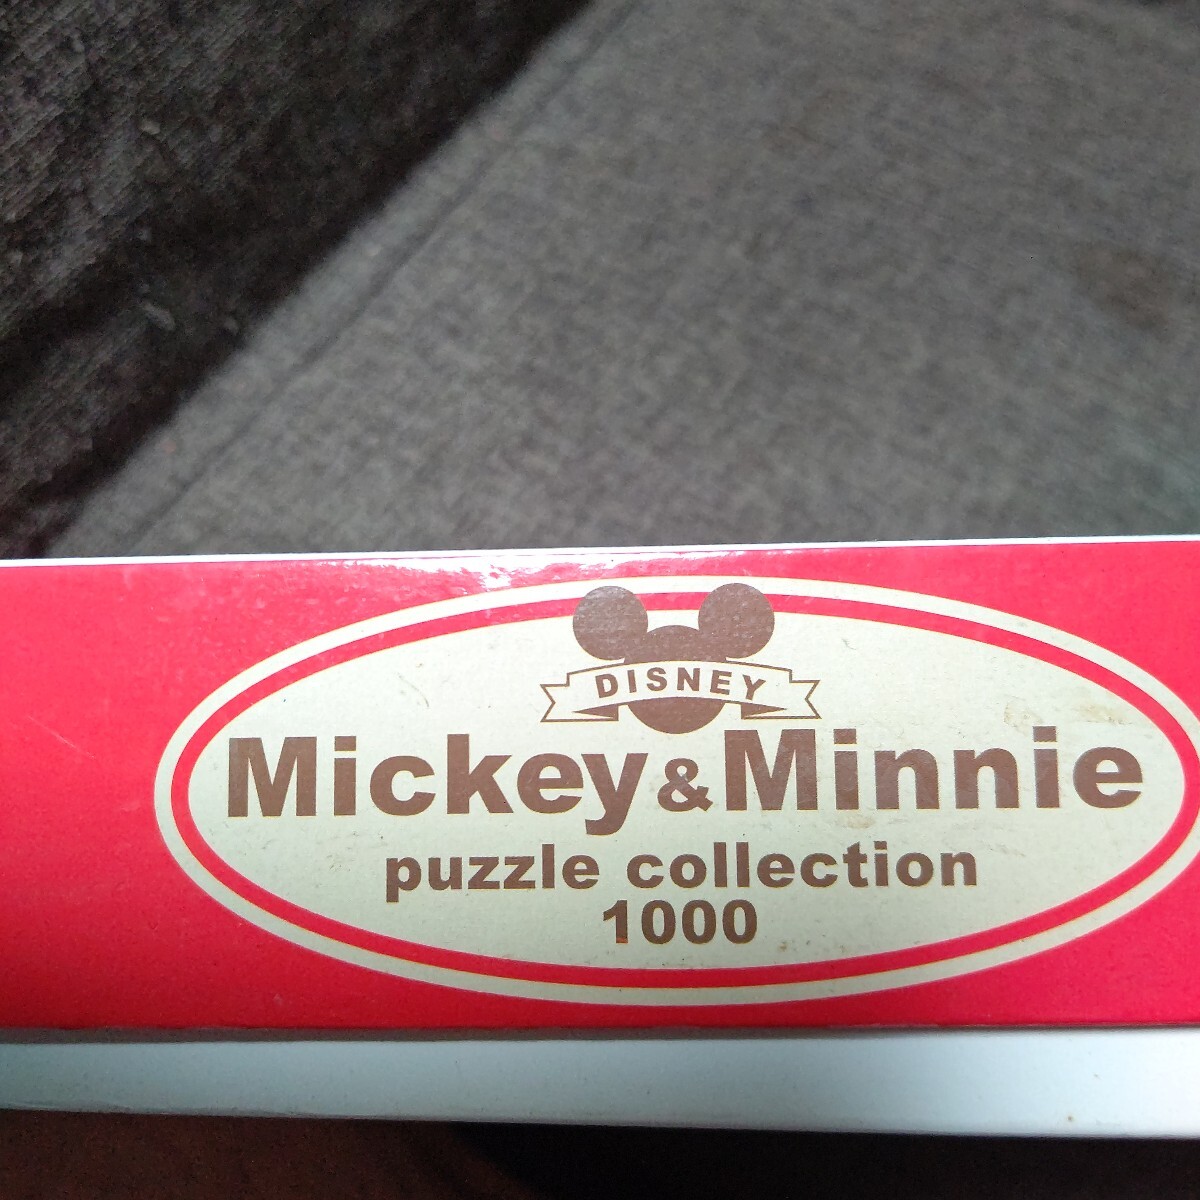 DISNEY
Mickey & Minnie
puzzle collection
1000